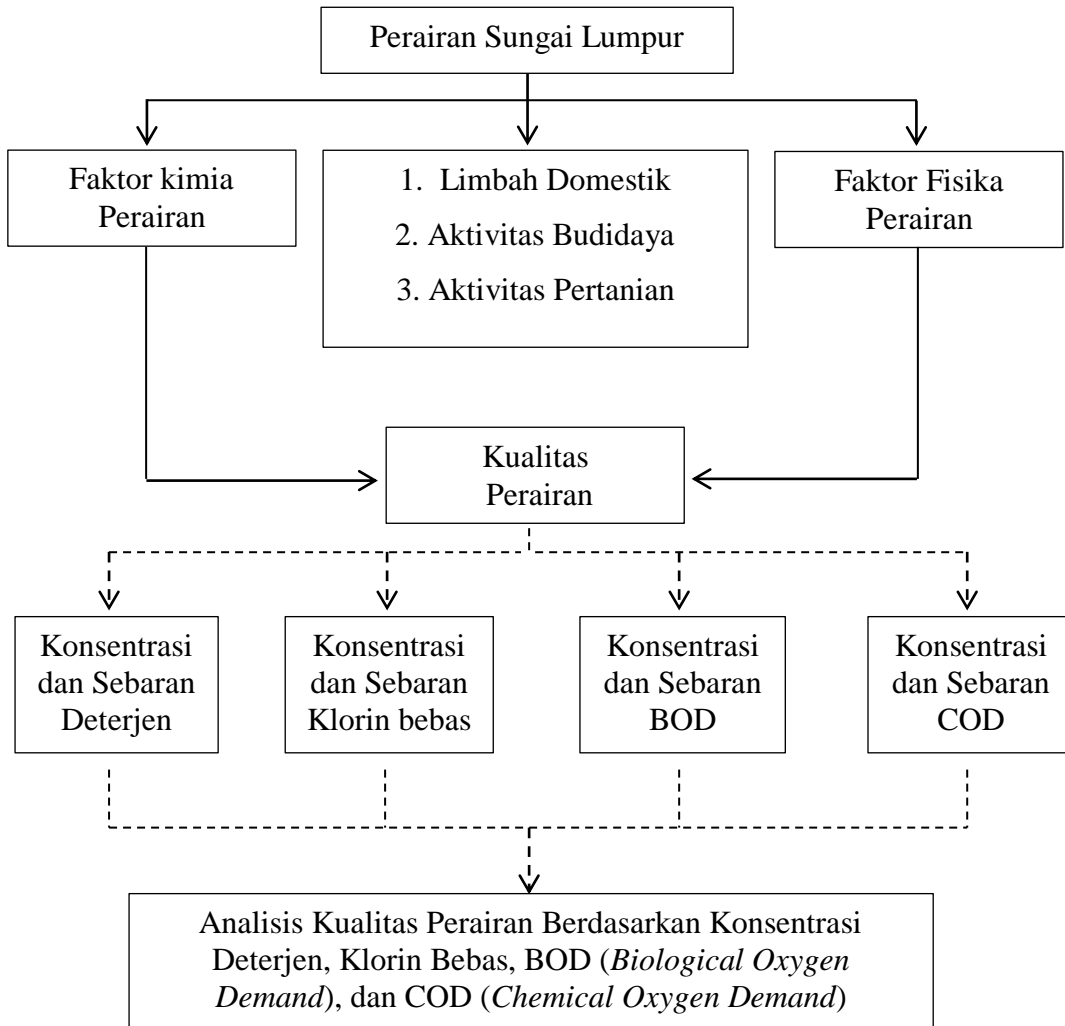 Perairan Sungai Lumpur
Faktor kimia
Perairan
1. Limbah Domestik
2. Aktivitas Budidaya
3. Aktivitas Pertanian
Faktor Fisika
Perairan
Kualitas
Perairan
Konsentrasi
dan Sebaran
Deterjen
Konsentrasi
dan Sebaran
Klorin bebas
Konsentrasi
dan Sebaran
BOD
Konsentrasi
dan Sebaran
COD
Analisis Kualitas Perairan Berdasarkan Konsentrasi
Deterjen, Klorin Bebas, BOD (Biological Oxygen
Demand), dan COD (Chemical Oxygen Demand)